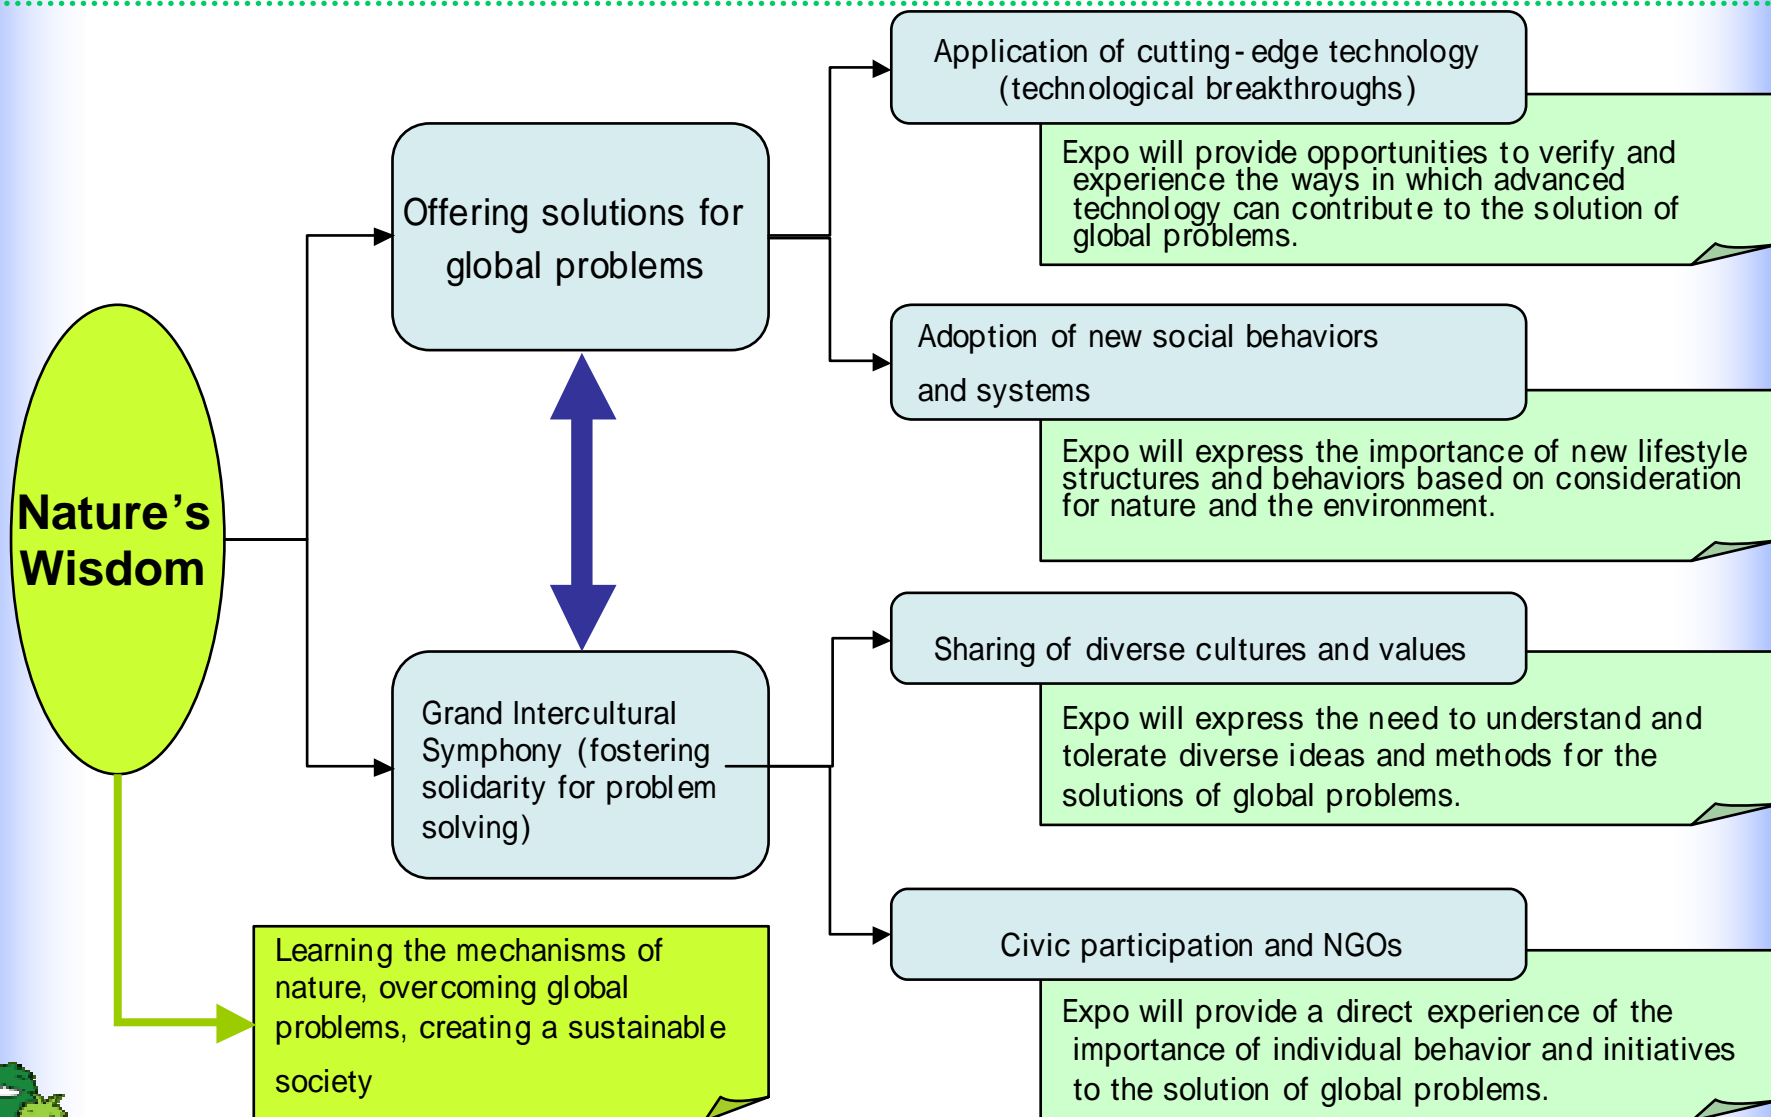 Nature’s
Wisdom
Offering solutions for
global problems
Grand Intercultural
Symphony (fostering
solidarity for problem
solving)
Learning the mechanisms of
nature, overcoming global
problems, creating a sustainable
society
Application of cutting-edge technology
(technological breakthroughs)
Expo will provide opportunities to verify and
experience the ways in which advanced
technology can contribute to the solution of
global problems.
Adoption of new social behaviors
and systems
Expo will express the importance of new lifestyle
structures and behaviors based on consideration
for nature and the environment.
Sharing of diverse cultures and values
Expo will express the need to understand and
tolerate diverse ideas and methods for the
solutions of global problems.
Civic participation and NGOs
Expo will provide a direct experience of the
importance of individual behavior and initiatives
to the solution of global problems.